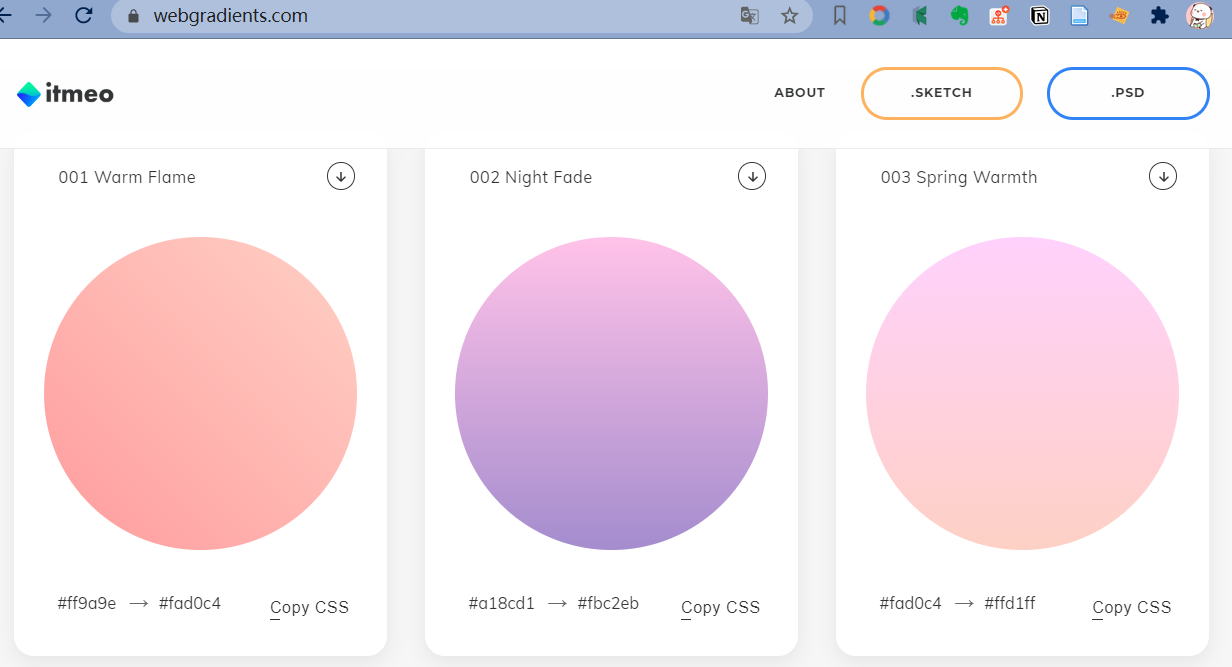 webgradients.com
itmeo
ABOUT
.SKETCH
.PSD
001 Warm Flame
002 Night Fade
003 Spring Warmth
#ff9a9e → #fad0c4
Copy CSS
#a18cd1 → #fbc2eb
Copy CSS
#fad0c4 → #ffd1ff
Copy CSS